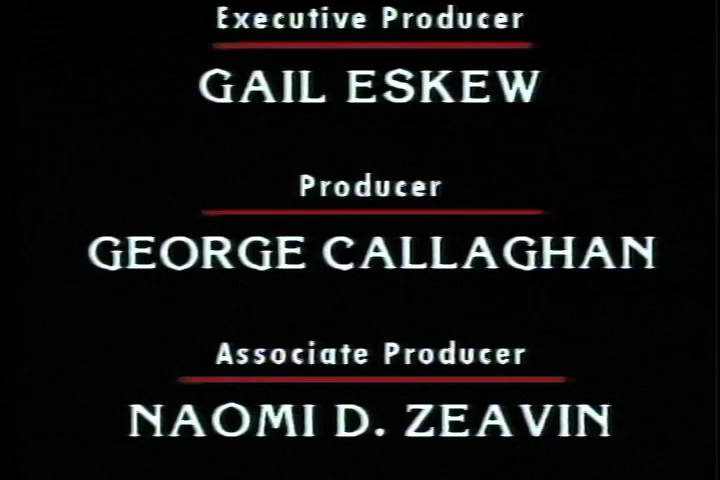 Executive Producer
GAIL ESKEW
Producer
GEORGE CALLAGHAN
Associate Producer
NAOMI D. ZEAVIN